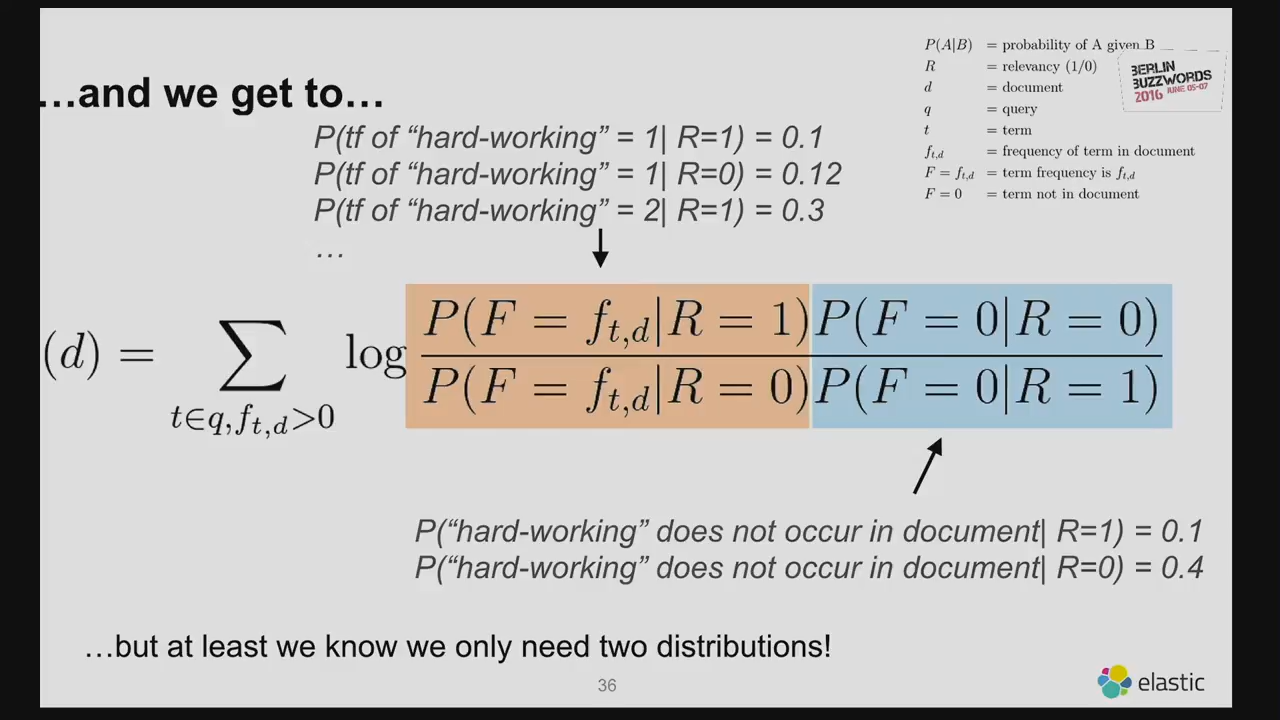 …and we get to…
P(tf of “hard-working” = 1| R=1) = 0.1
P(tf of “hard-working” = 1| R=0) = 0.12
P(tf of “hard-working” = 2| R=1) = 0.3
…
P(A|B) = probability of A given B
R = relevancy (1/0)
d = document
q = query
t = term
f_{t,d} = frequency of term in document
F = f_{t,d} = term frequency is f_{t,d}
F = 0 = term not in document
BERLIN
BUZZWORDS
2016 JUNE 05-07
(d) = ∑ log
P(F = f_{t,d}|R = 1)P(F = 0|R = 0)
P(F = f_{t,d}|R = 0)P(F = 0|R = 1)
t∈q,f_{t,d}>0
P(“hard-working” does not occur in document| R=1) = 0.1
P(“hard-working” does not occur in document| R=0) = 0.4
…but at least we know we only need two distributions!
36
elastic